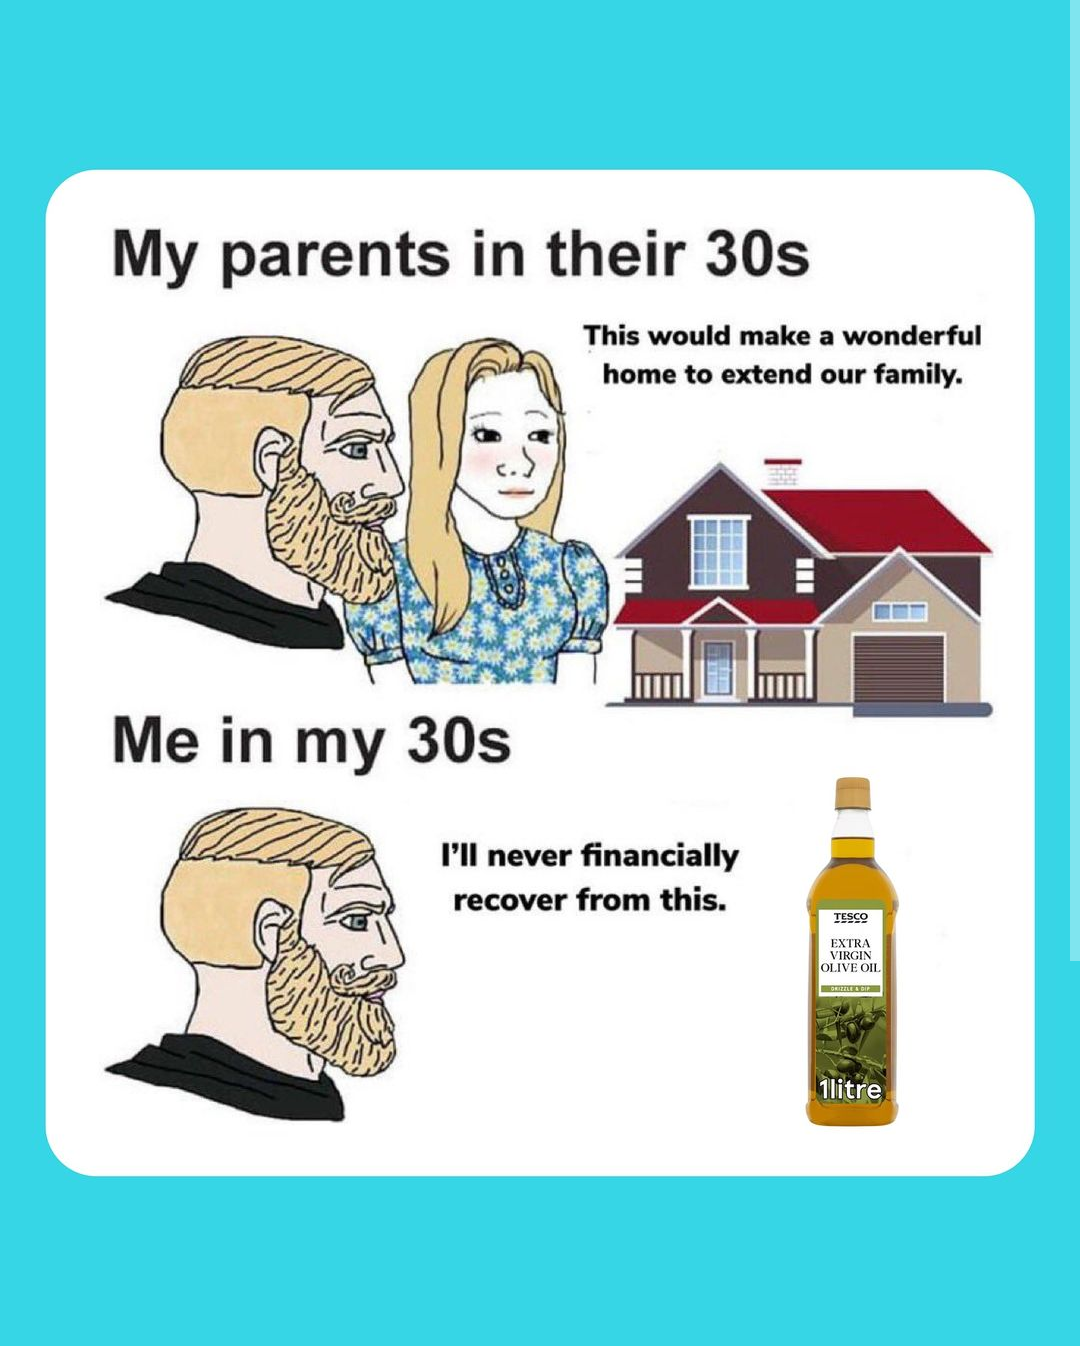 My parents in their 30s
This would make a wonderful
home to extend our family.
Me in my 30s
I'll never financially
recover from this.
TESCO
EXTRA
VIRGIN
OLIVE OIL
DRIZZLE & DIP
1litre